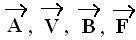 A⃗, V⃗, B⃗, F⃗